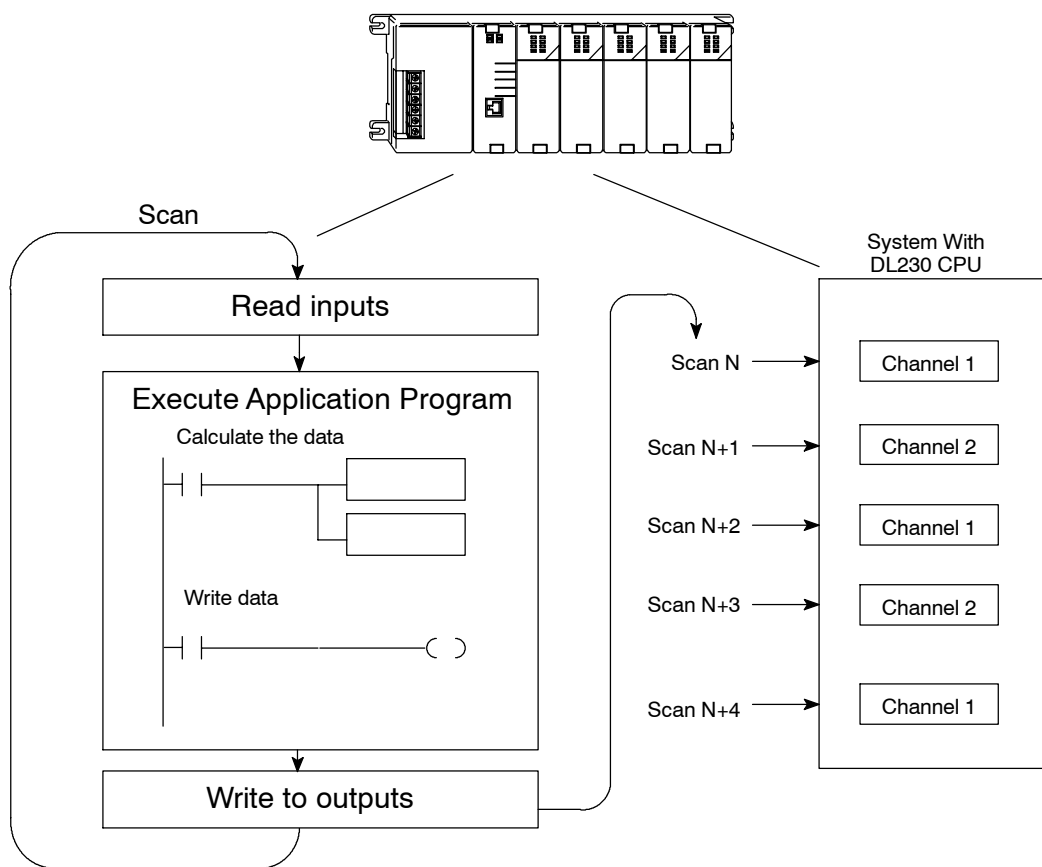 Scan
System With
DL230 CPU
Read inputs
Execute Application Program
Calculate the data
Write data
Write to outputs
Scan N
Channel 1
Scan N+1
Channel 2
Scan N+2
Channel 1
Scan N+3
Channel 2
Scan N+4
Channel 1